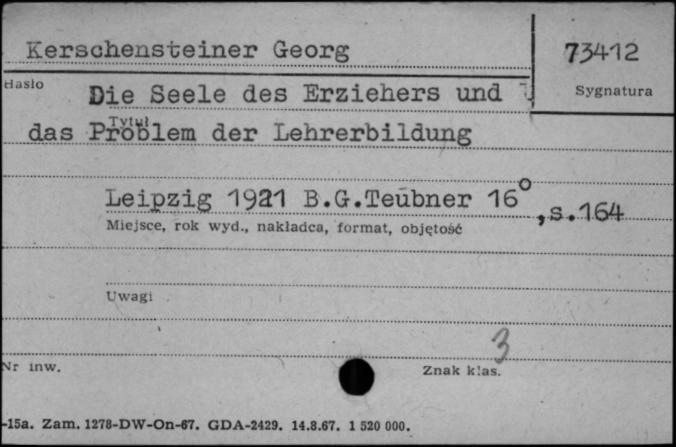 Kerschensteiner Georg
73412
Hasło
Sygnatura
Die Seele des Erziehers und
Tytuł
das Problem der Lehrerbildung
Leipzig 1921 B.G.Teubner 16°, s.164
Miejsce, rok wyd., nakładca, format, objętość
Uwagi
3
Nr inw.
Znak klas.
-15a. Zam. 1278-DW-On-67. GDA-2429. 14.8.67. 1 520 000.